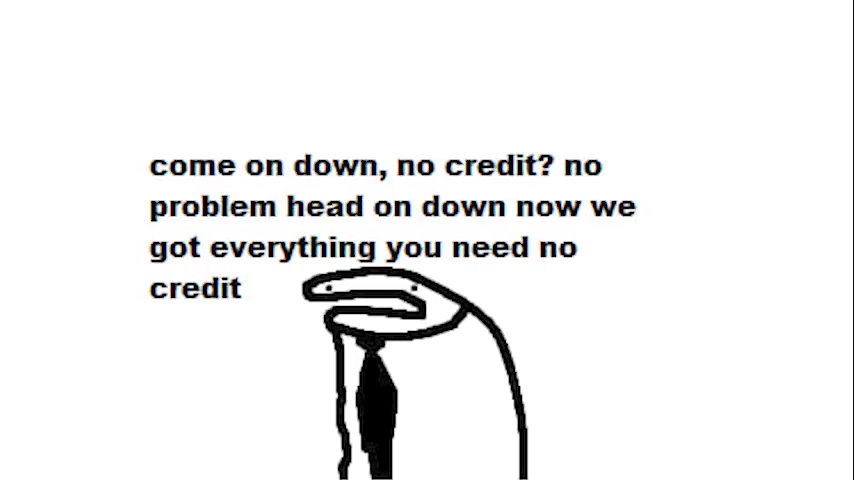 come on down, no credit? no
problem head on down now we
got everything you need no
credit